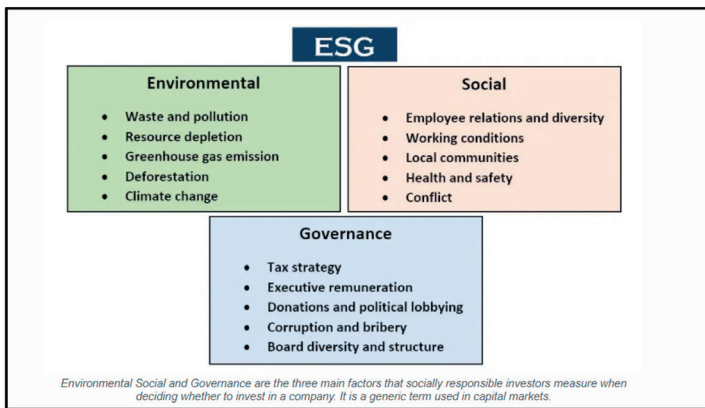 ESG
Environmental
• Waste and pollution
• Resource depletion
• Greenhouse gas emission
• Deforestation
• Climate change
Social
• Employee relations and diversity
• Working conditions
• Local communities
• Health and safety
• Conflict
Governance
• Tax strategy
• Executive remuneration
• Donations and political lobbying
• Corruption and bribery
• Board diversity and structure
Environmental Social and Governance are the three main factors that socially responsible investors measure when
deciding whether to invest in a company. It is a generic term used in capital markets.